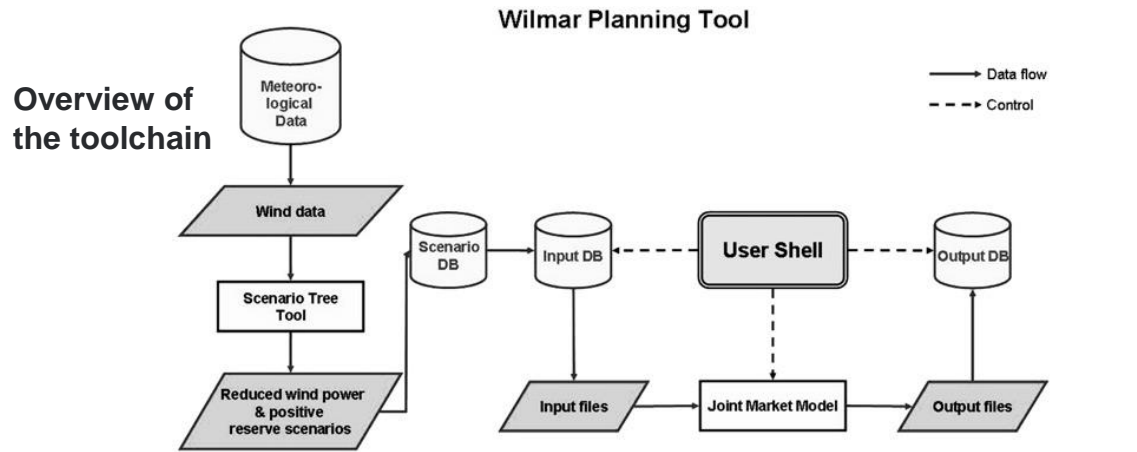 Wilmar Planning Tool
Overview of
the toolchain
Meteoro-
logical
Data
Data flow
Control
Wind data
Scenario
DB
Input DB
User Shell
Output DB
Scenario Tree
Tool
Reduced wind power
& positive
reserve scenarios
Input files
Joint Market Model
Output files